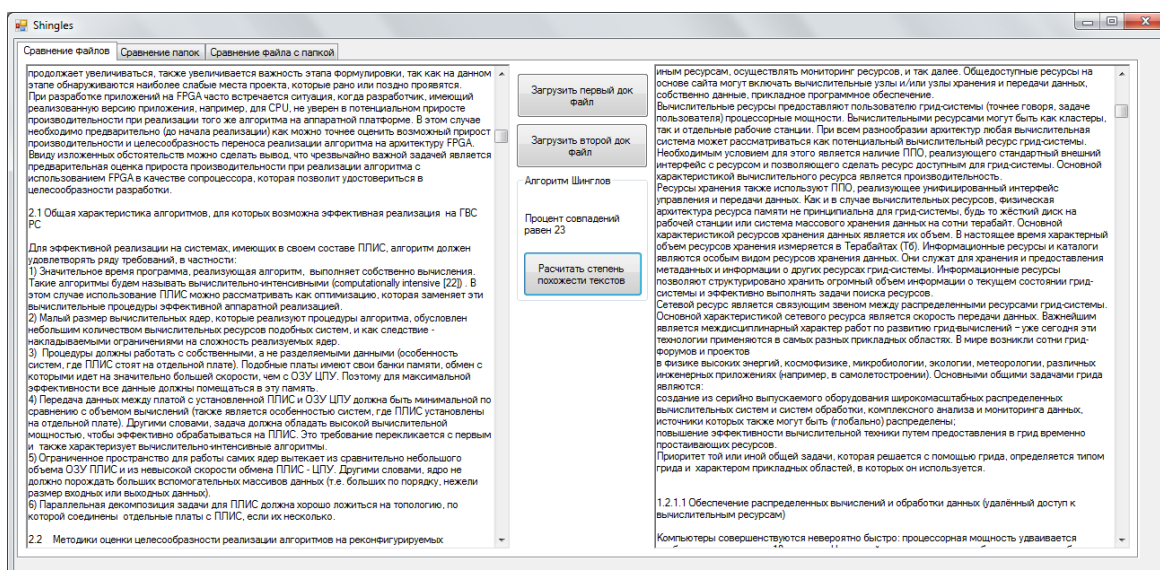 Shingles
Сравнение файлов
Сравнение папок
Сравнение файла с папкой
продолжает увеличиваться, также увеличивается важность этапа формулировки, так как на данном
этапе обнаруживаются наиболее слабые места, которые рано или поздно проявятся.
При разработке приложений на FPGA часто встречается ситуация, когда разработчик, имеющий
реализованную версию приложения, например, для CPU, не уверен в потенциальном приросте
производительности при реализации того же алгоритма на аппаратной платформе. В этом случае
необходимо предварительно (до начала реализации) как можно точнее оценить возможный прирост
производительности и целесообразность переноса реализации алгоритма на архитектуру FPGA.
Ввиду изложенных обстоятельств можно сделать вывод, что чрезвычайно важной задачей является
предварительная оценка прироста производительности при реализации алгоритма с
использованием FPGA в качестве сопроцессора, которая позволит удостовериться в
целесообразности разработки.
2.1 Общая характеристика алгоритмов, для которых возможна эффективная реализация на ГВС
РС
Для эффективной реализации на системах, имеющих в своем составе ПЛИС, алгоритм должен
удовлетворять ряду требований, в частности:
1) Значительное время программа, реализующая алгоритм, выполняет собственно вычисления.
Такие алгоритмы будем называть вычислительно-интенсивными (computationally intensive [22]) . В
этом случае использование ПЛИС можно рассматривать как оптимизацию, которая заменяет эти
вычислительные процедуры эффективной аппаратной реализацией.
2) Малый размер вычислительных ядер, которые реализуют процедуры алгоритма, обусловлен
небольшим количеством вычислительных ресурсов подобных систем, и как следствие -
накладываемыми ограничениями на сложность реализуемых ядер.
3) Процедуры должны работать с собственными, а не разделяемыми данными (особенность
систем, где ПЛИС стоят на отдельной плате). Подобные платы имеют свои банки памяти, обмен с
которыми идет на значительно большей скорости, чем с ОЗУ ЦПУ. Поэтому для максимальной
эффективности все данные должны помещаться в эту память.
4) Передача данных между платой с установленной ПЛИС и ОЗУ ЦПУ должна быть минимальной по
сравнению с объемом вычислений (также является особенностью систем, где ПЛИС установлены
на отдельной плате). Другими словами, задача должна обладать высокой вычислительной
мощностью, чтобы эффективно обрабатываться на ПЛИС. Это требование перекликается с первым
и также характеризует вычислительно-интенсивные алгоритмы.
5) Ограниченное пространство для работы самих ядер вытекает из сравнительно небольшого
объема ОЗУ ПЛИС и из невысокой скорости обмена ПЛИС - ЦПУ. Другими словами, ядро не
должно порождать больших вспомогательных массивов данных (т.е. больших по порядку, нежели
размер входных или выходных данных).
6) Параллельная декомпозиция задачи для ПЛИС должна хорошо ложиться на топологию, по
которой соединены отдельные платы с ПЛИС, если их несколько.
2.2 Методики оценки целесообразности реализации алгоритмов на реконфигурируемых
Загрузить первый док
файл
Загрузить второй док
файл
Алгоритм Шинглов
Процент совпадений
равен 23
Расчитать степень
похожести текстов
иным ресурсам, осуществлять мониторинг ресурсов, и так далее. Общедоступные ресурсы на
основе сайта могут включать вычислительные узлы и/или узлы хранения и передачи данных,
собственно данные, прикладное программное обеспечение.
Вычислительные ресурсы предоставляют пользователю грид-системы (точнее говоря, задаче
пользователя) процессорные мощности. Вычислительными ресурсами могут быть как кластеры,
так и отдельные рабочие станции. При всем разнообразии архитектур любая вычислительная
система может рассматриваться как потенциальный вычислительный ресурс грид-системы.
Необходимым условием для этого является наличие ППО, реализующего стандартный внешний
интерфейс с ресурсом и позволяющего сделать ресурс доступным для грид-системы. Основной
характеристикой вычислительного ресурса является производительность.
Ресурсы хранения также используют ППО, реализующее унифицированный интерфейс
управления и передачи данных. Как и в случае вычислительных ресурсов, физическая
архитектура ресурса памяти не принципиальна для грид-системы, будь то жёсткий диск на
рабочей станции или система массового хранения данных на сотни терабайт. Основной
характеристикой ресурсов хранения данных является их объем. В настоящее время характерный
объем ресурсов хранения измеряется в Терабайтах (Тб). Информационные ресурсы и каталоги
являются особым видом ресурсов хранения данных. Они служат для хранения и предоставления
метаданных и информации о других ресурсах грид-системы. Информационные ресурсы
позволяют структурировано хранить огромный объем информации о текущем состоянии грид-
системы и эффективно выполнять задачи поиска ресурсов.
Сетевой ресурс является связующим звеном между распределенными ресурсами грид-системы.
Основной характеристикой сетевого ресурса является скорость передачи данных. Важнейшим
является междисциплинарный характер работ по развитию грид-вычислений – уже сегодня эти
технологии применяются в самых разных прикладных областях. В мире возникли сотни грид-
форумов и проектов
в физике высоких энергий, космофизике, микробиологии, экологии, метеорологии, различных
инженерных приложениях (например, в самолетостроении). Основными общими задачами грида
являются:
создание из серийно выпускаемого оборудования широкомасштабных распределенных
вычислительных систем и систем обработки, комплексного анализа и мониторинга данных,
источники которых также могут быть (глобально) распределены;
повышение эффективности вычислительной техники путем предоставления в грид временно
простаивающих ресурсов.
Приоритет той или иной общей задачи, которая решается с помощью грида, определяется типом
грида и характером прикладных областей, в которых он используется.
1.2.1.1 Обеспечение распределенных вычислений и обработки данных (удалённый доступ к
вычислительным ресурсам)
Компьютеры совершенствуются невероятно быстро: процессорная мощность удваивается